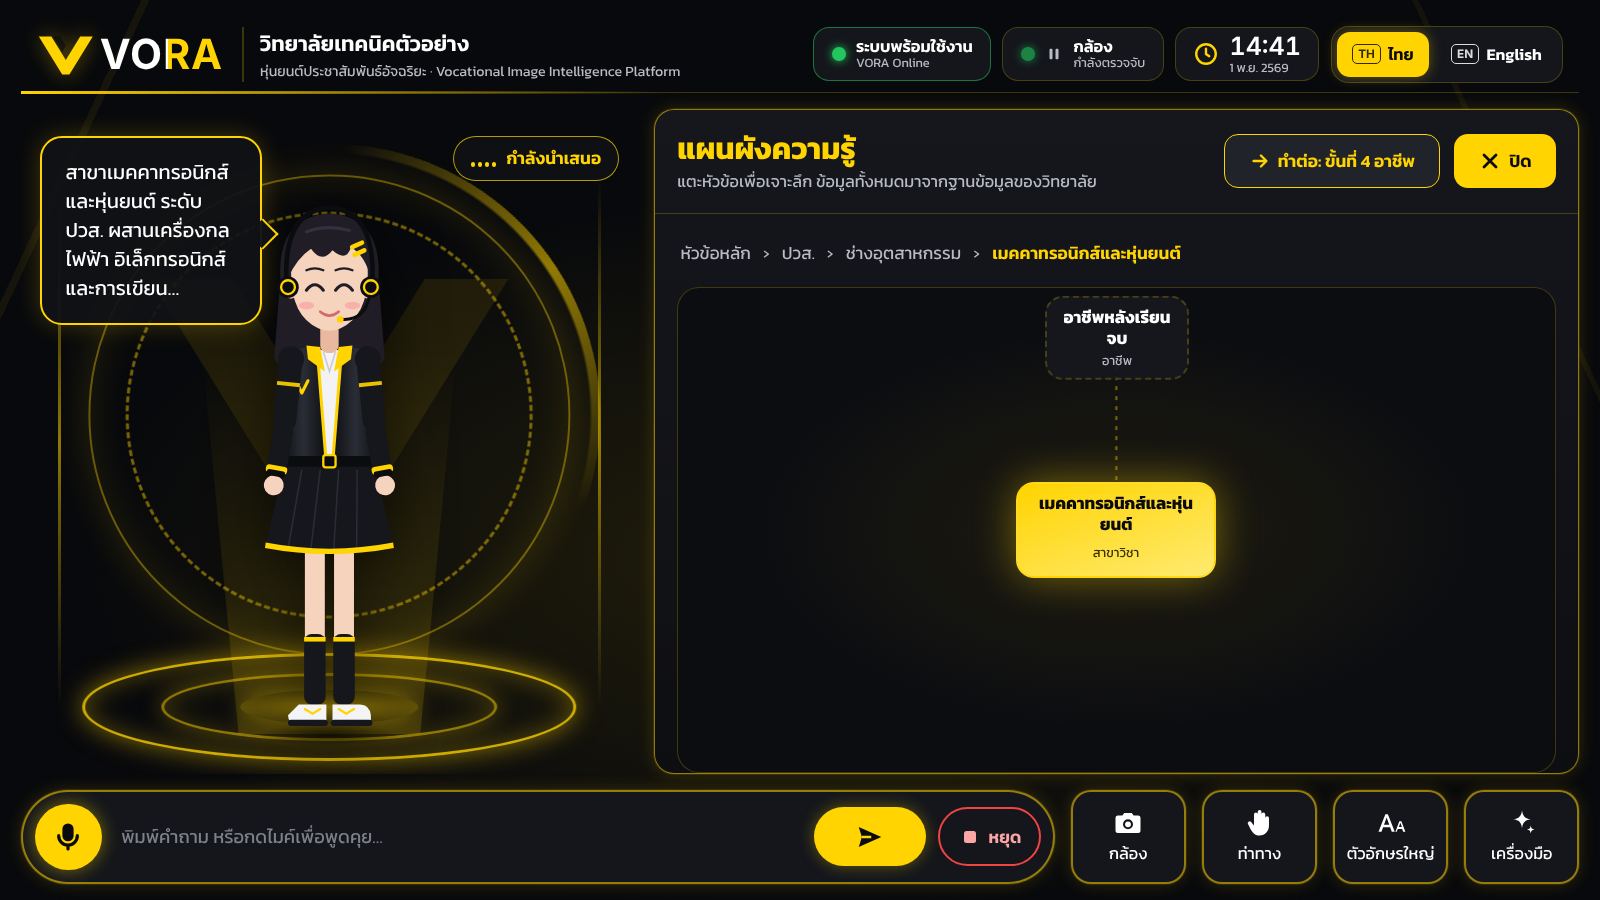 VORA
วิทยาลัยเทคนิคตัวอย่าง
หุ่นยนต์ประชาสัมพันธ์อัจฉริยะ · Vocational Image Intelligence Platform
ระบบพร้อมใช้งาน
VORA Online
กล้อง
กำลังตรวจจับ
14:41
1 พ.ย. 2569
TH ไทย
EN English
สาขาเมคคาทรอนิกส์
และหุ่นยนต์ ระดับ
ปวส. ผสานเครื่องกล
ไฟฟ้า อิเล็กทรอนิกส์
และการเขียน...
กำลังนำเสนอ
แผนผังความรู้
แตะหัวข้อเพื่อเจาะลึก ข้อมูลทั้งหมดมาจากฐานข้อมูลของวิทยาลัย
ทำต่อ: ขั้นที่ 4 อาชีพ
ปิด
หัวข้อหลัก › ปวส. › ช่างอุตสาหกรรม › เมคคาทรอนิกส์และหุ่นยนต์
อาชีพหลังเรียน
จบ
อาชีพ
เมคคาทรอนิกส์และหุ่น
ยนต์
สาขาวิชา
พิมพ์คำถาม หรือกดไมค์เพื่อพูดคุย...
หยุด
กล้อง
ท่าทาง
AA
ตัวอักษรใหญ่
เครื่องมือ